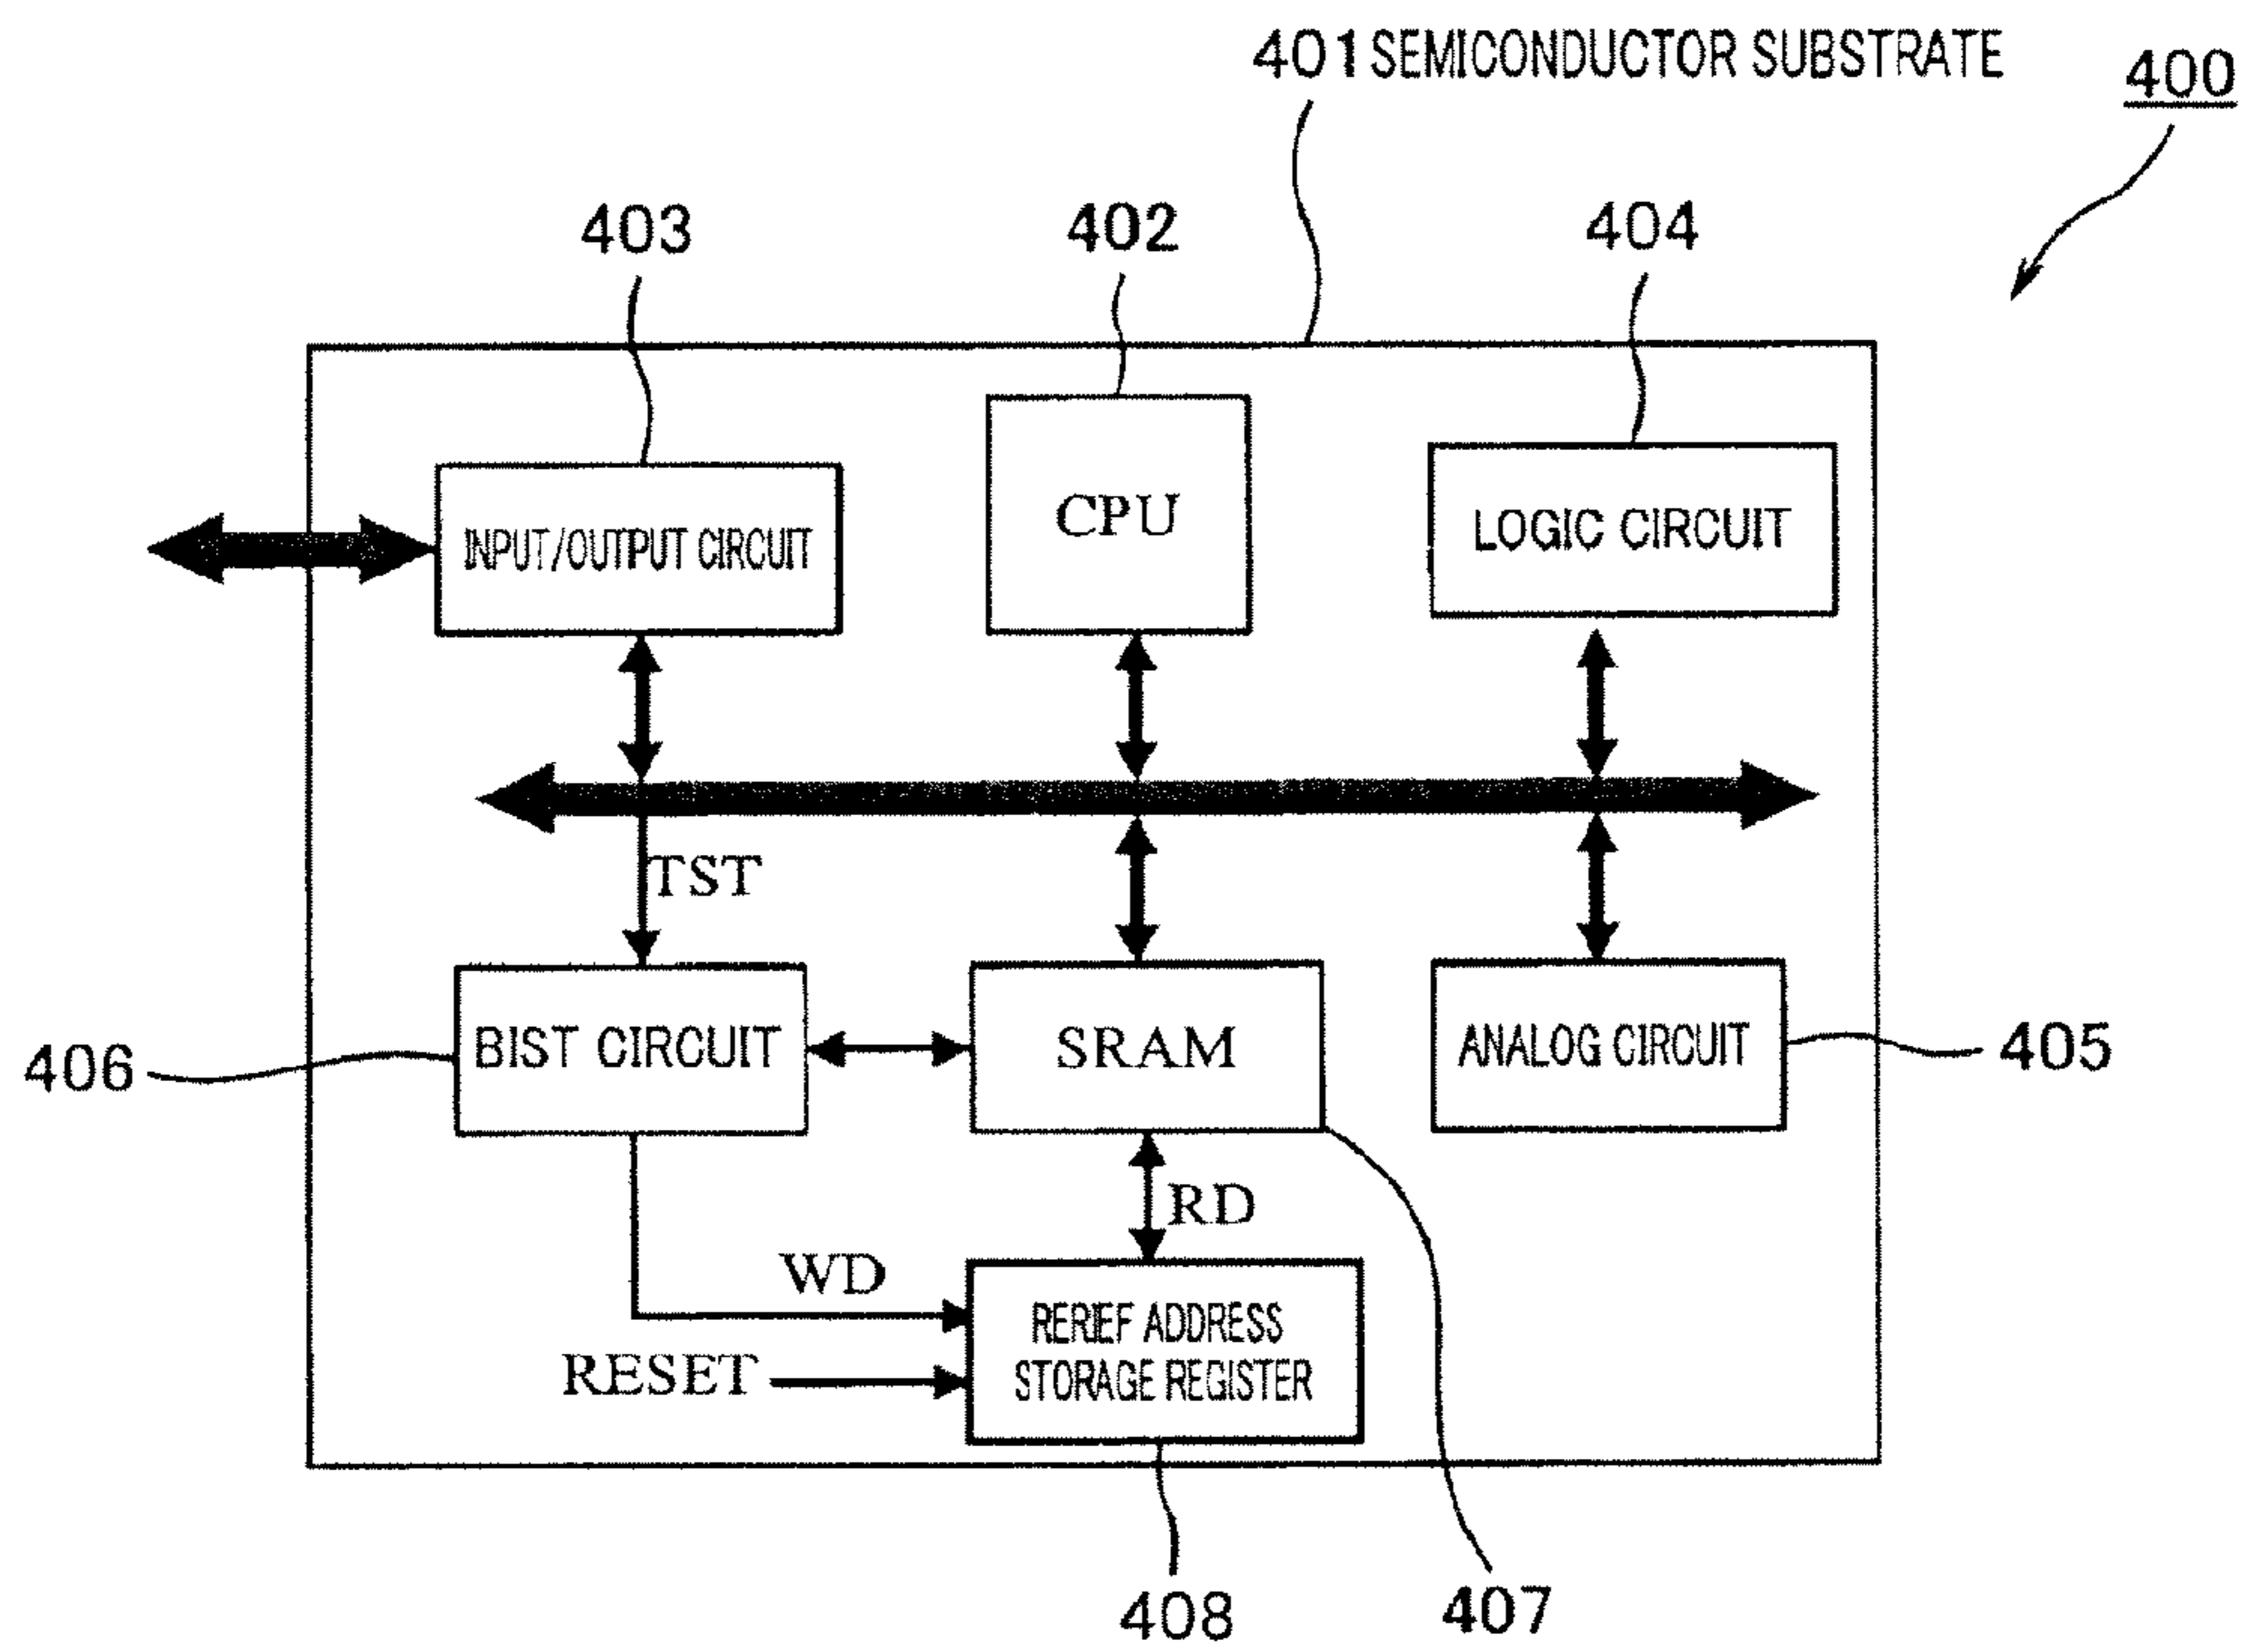 401 SEMICONDUCTOR SUBSTRATE
400
403
402
404
INPUT/OUTPUT CIRCUIT
CPU
LOGIC CIRCUIT
TST
BIST CIRCUIT
SRAM
ANALOG CIRCUIT
406
405
RD
WD
RERIEF ADDRESS
STORAGE REGISTER
RESET
408
407